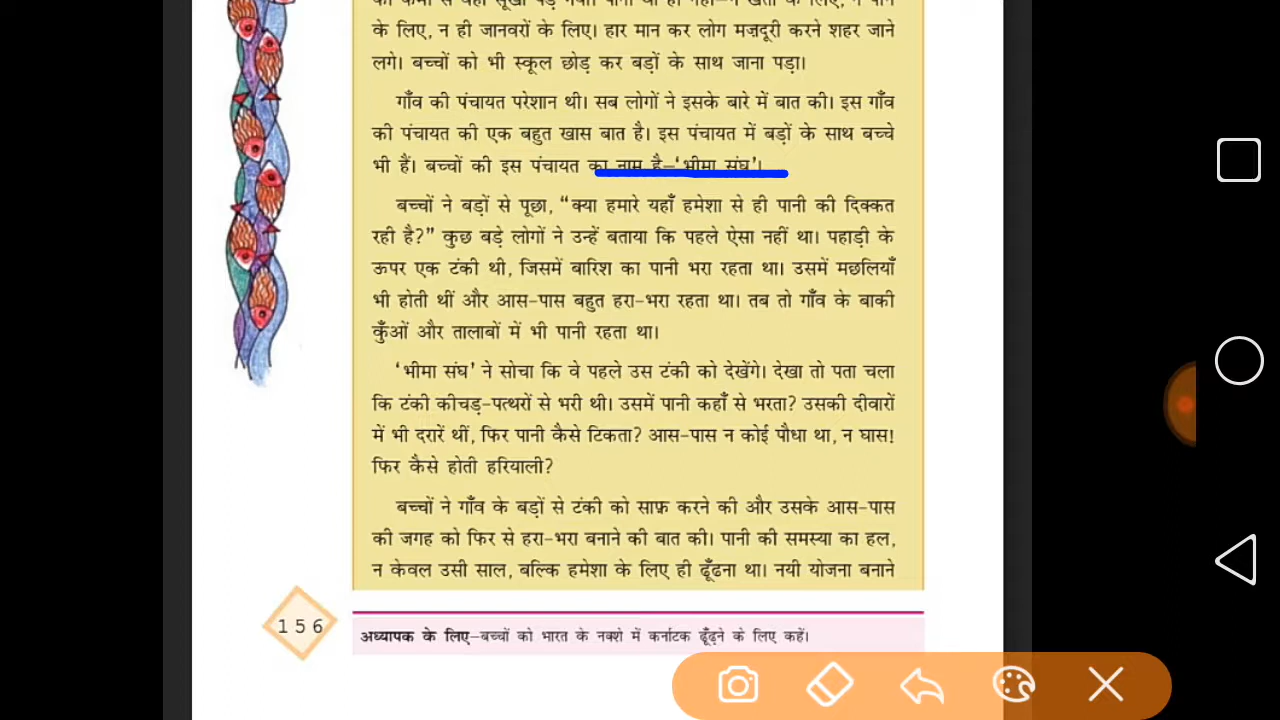 के लिए, न ही जानवरों के लिए। हार मान कर लोग मज़दूरी करने शहर जाने
लगे। बच्चों को भी स्कूल छोड़ कर बड़ों के साथ जाना पड़ा।
गाँव की पंचायत परेशान थी। सब लोगों ने इसके बारे में बात की। इस गाँव
की पंचायत की एक बहुत खास बात है। इस पंचायत में बड़ों के साथ बच्चे
भी हैं। बच्चों की इस पंचायत का नाम है–‘भीमा संघ’।
बच्चों ने बड़ों से पूछा, “क्या हमारे यहाँ हमेशा से ही पानी की दिक्कत
रही है?” कुछ बड़े लोगों ने उन्हें बताया कि पहले ऐसा नहीं था। पहाड़ी के
ऊपर एक टंकी थी, जिसमें बारिश का पानी भरा रहता था। उसमें मछलियाँ
भी होती थीं और आस-पास बहुत हरा-भरा रहता था। तब तो गाँव के बाकी
कुँओं और तालाबों में भी पानी रहता था।
‘भीमा संघ’ ने सोचा कि वे पहले उस टंकी को देखेंगे। देखा तो पता चला
कि टंकी कीचड़-पत्थरों से भरी थी। उसमें पानी कहाँ से भरता? उसकी दीवारों
में भी दरारें थीं, फिर पानी कैसे टिकता? आस-पास न कोई पौधा था, न घास!
फिर कैसे होती हरियाली?
बच्चों ने गाँव के बड़ों से टंकी को साफ़ करने की और उसके आस-पास
की जगह को फिर से हरा-भरा बनाने की बात की। पानी की समस्या का हल,
न केवल उसी साल, बल्कि हमेशा के लिए ही ढूँढना था। नयी योजना बनाने
156
अध्यापक के लिए–बच्चों को भारत के नक्शे में कर्नाटक ढूँढ़ने के लिए कहें।